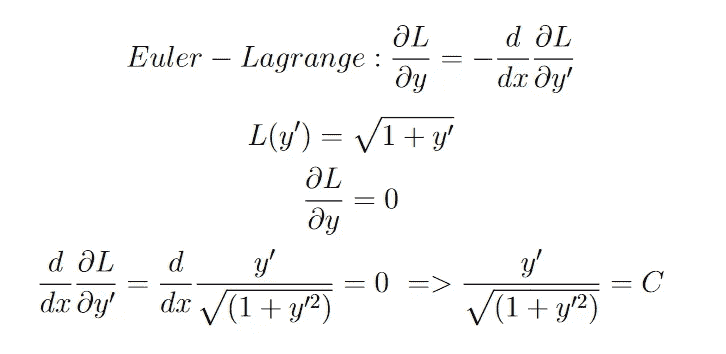 Euler − Lagrange : ∂L/∂y = −d/dx ∂L/∂y′
L(y′) = √(1 + y′)
∂L/∂y = 0
d/dx ∂L/∂y′ = d/dx y′/√((1 + y′²)) = 0 => y′/√((1 + y′²)) = C